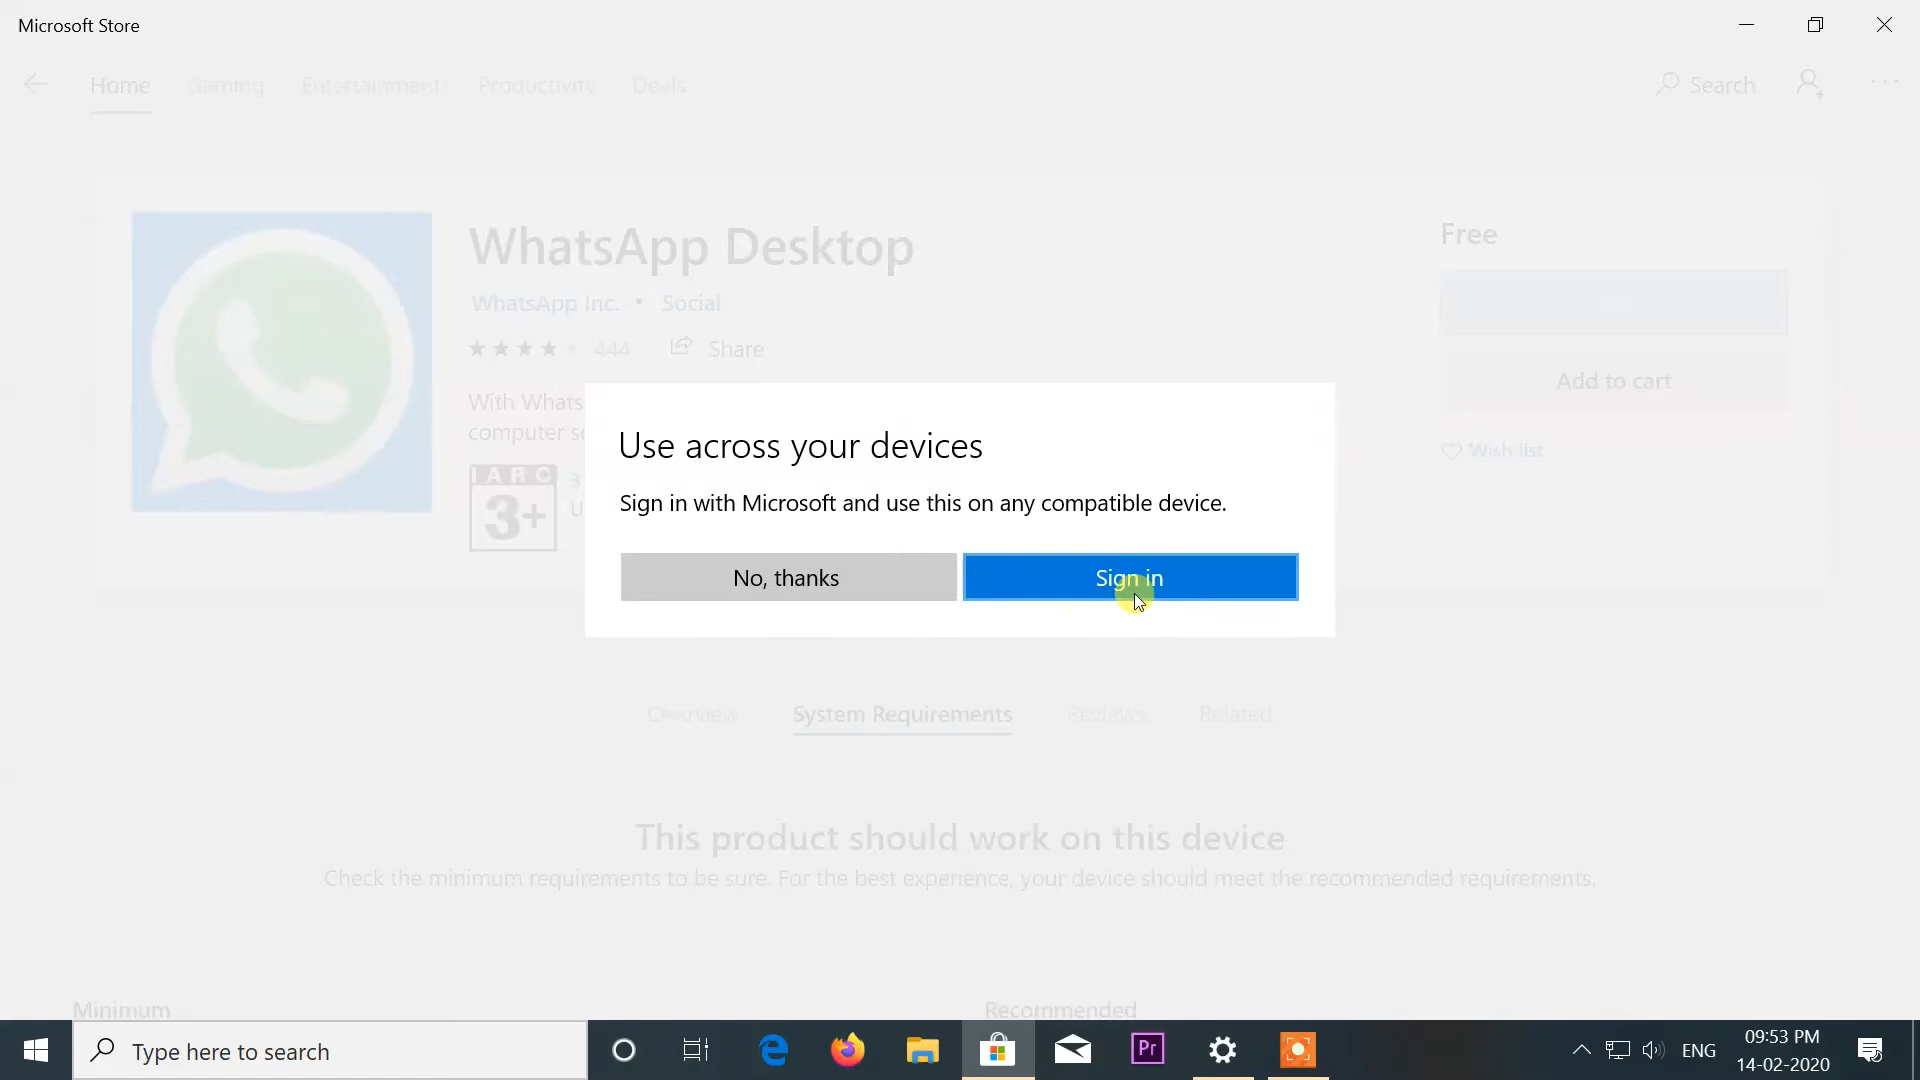 Microsoft Store
Home Gaming Entertainment Productivity Deals
Search
WhatsApp Desktop
WhatsApp Inc. • Social
444 Share
With Whats
computer s
IARC
3+
3
U
Free
Add to cart
Wish list
Use across your devices
Sign in with Microsoft and use this on any compatible device.
No, thanks Sign in
Overview System Requirements Reviews Related
This product should work on this device
Check the minimum requirements to be sure. For the best experience, your device should meet the recommended requirements.
Minimum Recommended
Type here to search
Pr
ENG
09:53 PM
14-02-2020